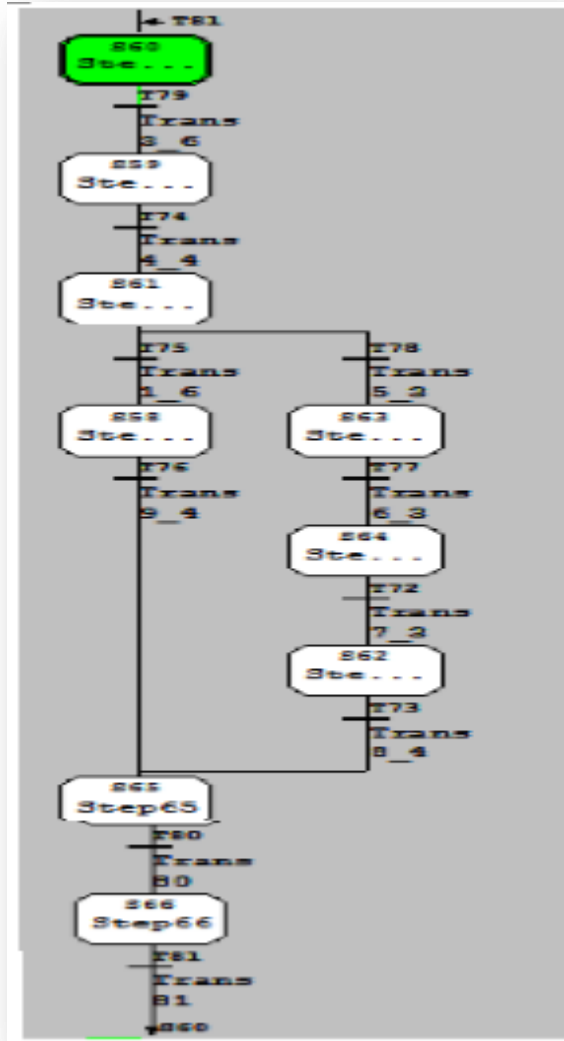 T81
S60
Ste...
T79
Trans
3_6
S59
Ste...
T74
Trans
4_4
S61
Ste...
T75
Trans
1_6
T78
Trans
5_3
S58
Ste...
S63
Ste...
T76
Trans
9_4
T77
Trans
6_3
S64
Ste...
T72
Trans
7_3
S62
Ste...
T73
Trans
8_4
S65
Step65
T80
Trans
80
S66
Step66
T81
Trans
81
S60